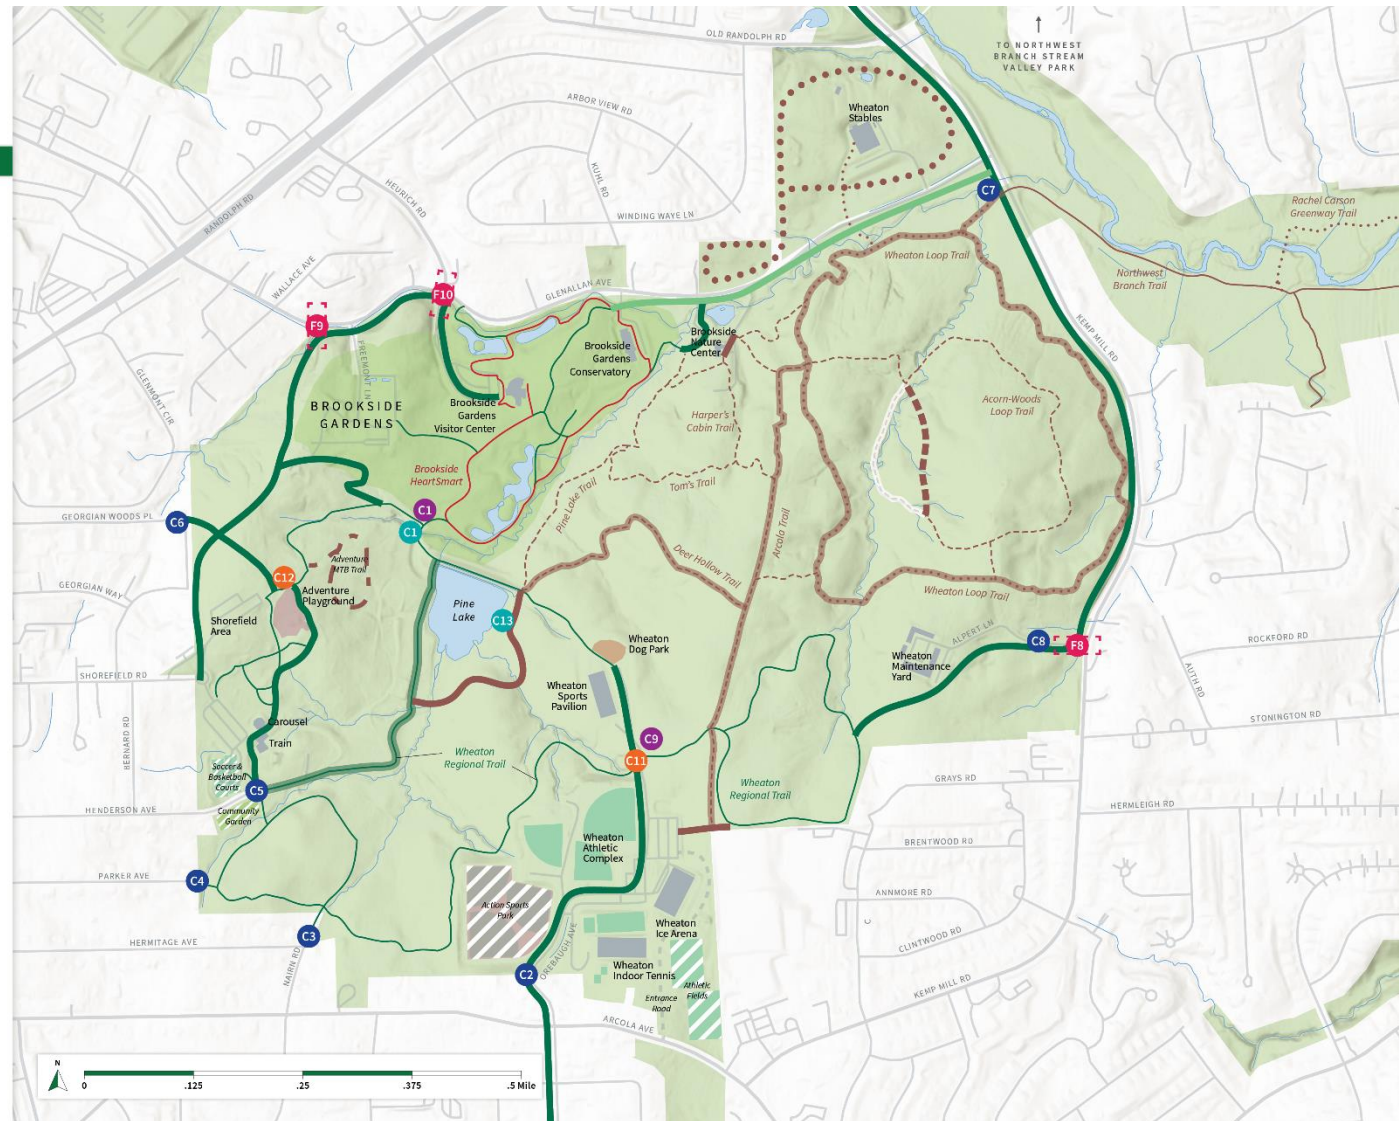 OLD RANDOLPH RD
TO NORTHWEST
BRANCH STREAM
VALLEY PARK
ARBOR VIEW RD
Wheaton
Stables
KUHL RD
HEURICH RD
RANDOLPH RD
WINDING WAYE LN
C7
Rachel Carson
Greenway Trail
Wheaton Loop Trail
Northwest
Branch Trail
WALLACE AVE
GLENALLAN AVE
F10
F9
KEMP MILL RD
FREEMONT LN
Brookside
Nature
Center
Brookside
Gardens
Conservatory
GLENMONT CIR
BROOKSIDE
GARDENS
Brookside
Gardens
Visitor Center
Harper's
Cabin Trail
Acorn-Woods
Loop Trail
Brookside
HeartSmart
Tom's Trail
Pine Lake Trail
Arcola Trail
GEORGIAN WOODS PL
C6
C1
C1
Deer Hollow Trail
Adventure
MTB Trail
C12
Adventure
Playground
GEORGIAN WAY
Pine
Lake
C13
Wheaton Loop Trail
Shorefield
Area
Wheaton
Dog Park
ALPERT LN
C8
F8
ROCKFORD RD
Wheaton
Maintenance
Yard
AUTH RD
SHOREFIELD RD
Wheaton
Sports
Pavilion
BERNARD RD
Carousel
Train
STONINGTON RD
C9
C11
Wheaton
Regional Trail
Soccer &
Basketball
Courts
C5
Wheaton
Regional Trail
GRAYS RD
HENDERSON AVE
Community
Garden
HERMLEIGH RD
Wheaton
Athletic
Complex
BRENTWOOD RD
PARKER AVE
C4
ANNMORE RD
Action Sports
Park
Wheaton
Ice Arena
CLINTWOOD RD
HERMITAGE AVE
C3
NAIRN RD
OREBAUGH AVE
C2
Wheaton
Indoor Tennis
Athletic
Fields
Entrance
Road
KEMP MILL RD
ARCOLA AVE
N
0 .125 .25 .375 .5 Mile